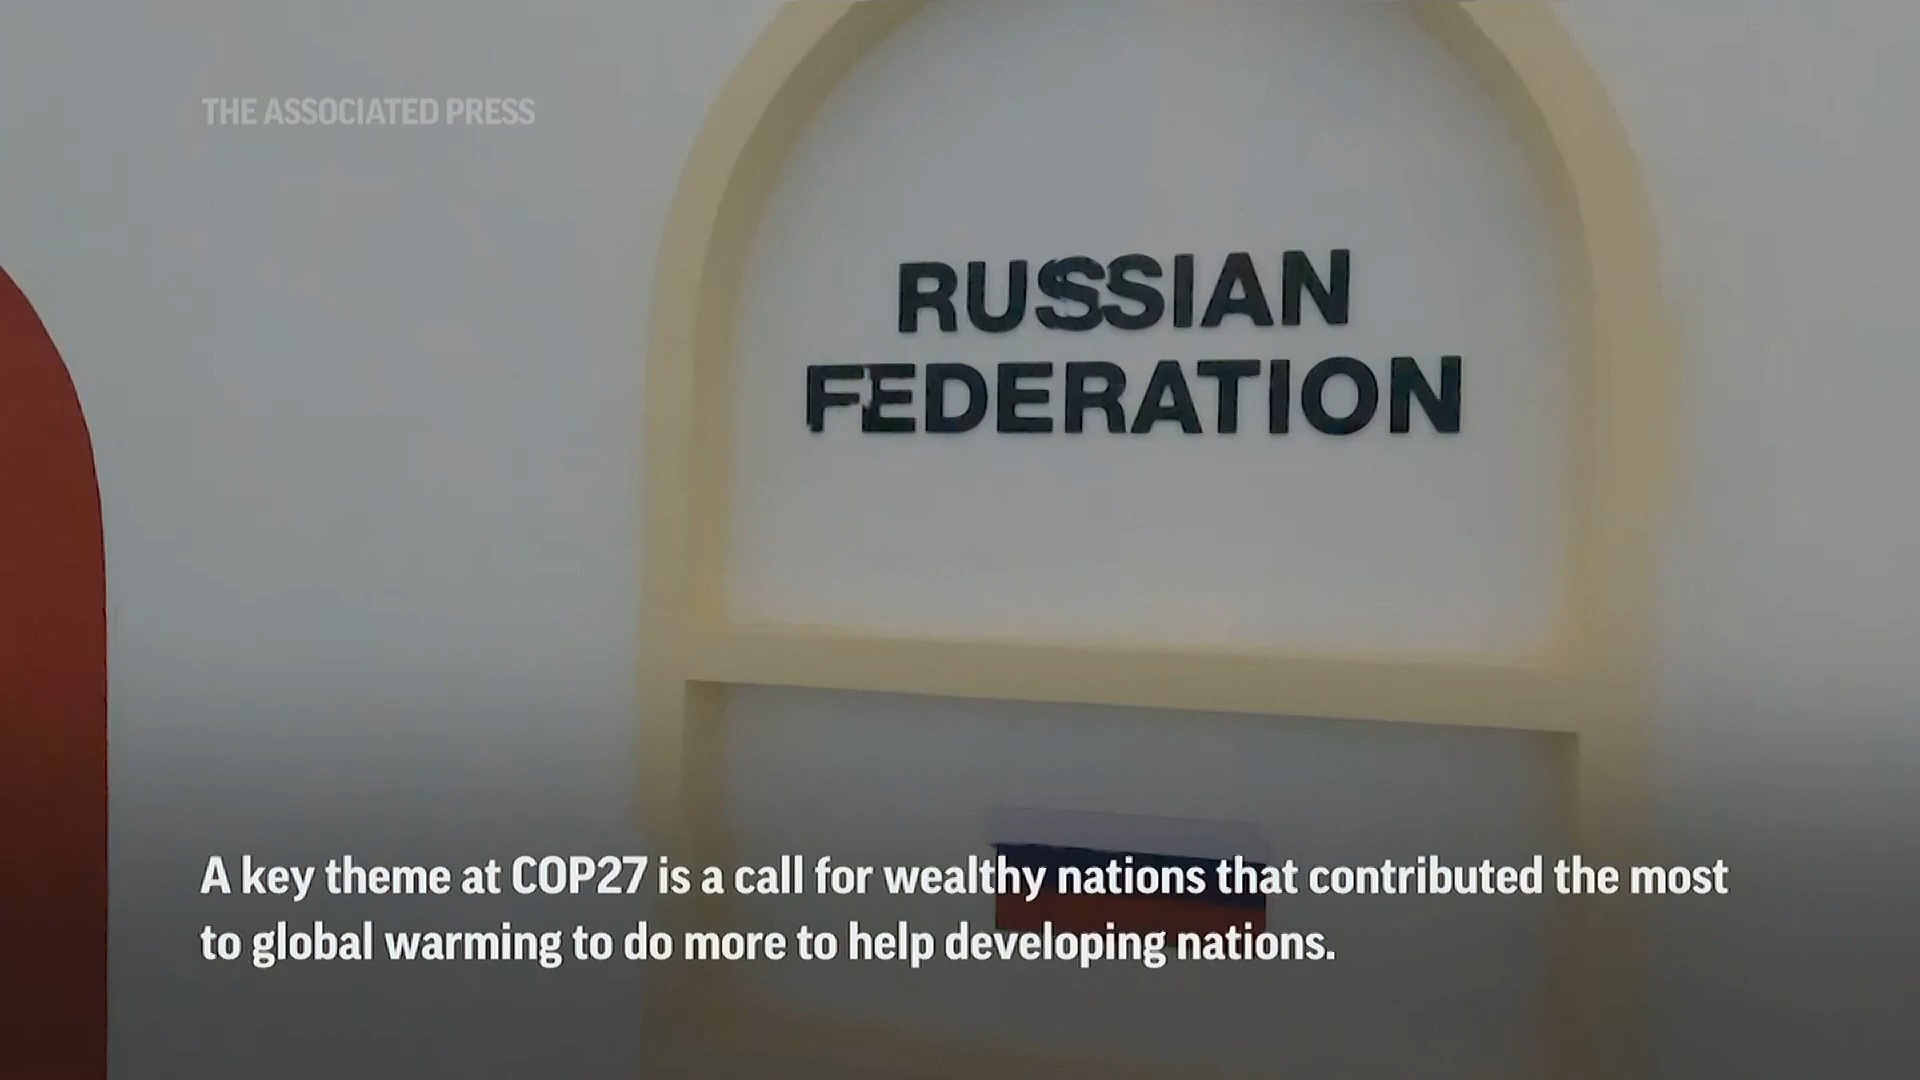 THE ASSOCIATED PRESS
RUSSIAN
FEDERATION
A key theme at COP27 is a call for wealthy nations that contributed the most
to global warming to do more to help developing nations.